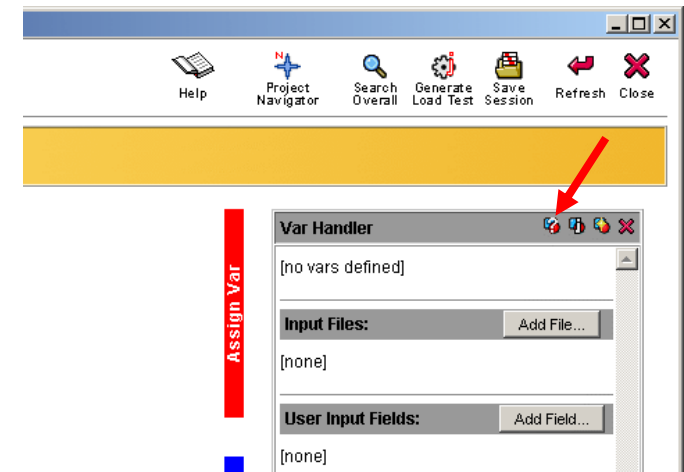 N
Help
Project
Navigator
Search
Overall
Generate
Load Test
Save
Session
Refresh
Close
Assign Var
Var Handler
[no vars defined]
Input Files:
Add File...
[none]
User Input Fields:
Add Field...
[none]